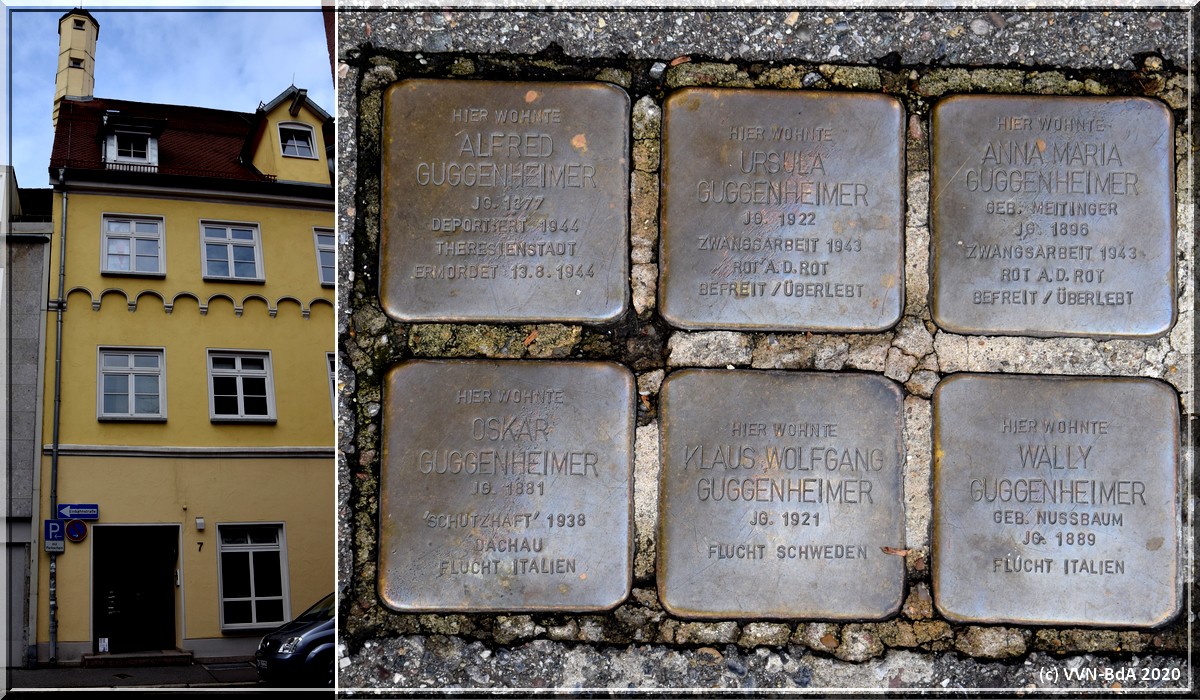 P
7
HIER WOHNTE
ALFRED
GUGGENHEIMER
JG. 1877
DEPORTIERT 1944
THERESIENSTADT
ERMORDET 13.8.1944
HIER WOHNTE
URSULA
GUGGENHEIMER
JG. 1922
ZWANGSARBEIT 1943
ROT A.D. ROT
BEFREIT / ÜBERLEBT
HIER WOHNTE
ANNA MARIA
GUGGENHEIMER
GEB. MEITINGER
JG. 1896
ZWANGSARBEIT 1943
ROT A.D. ROT
BEFREIT / ÜBERLEBT
HIER WOHNTE
OSKAR
GUGGENHEIMER
JG. 1881
'SCHUTZHAFT' 1938
DACHAU
FLUCHT ITALIEN
HIER WOHNTE
KLAUS WOLFGANG
GUGGENHEIMER
JG. 1921
FLUCHT SCHWEDEN
HIER WOHNTE
WALLY
GUGGENHEIMER
GEB. NUSSBAUM
JG. 1889
FLUCHT ITALIEN
(c) VVN-BdA 2020